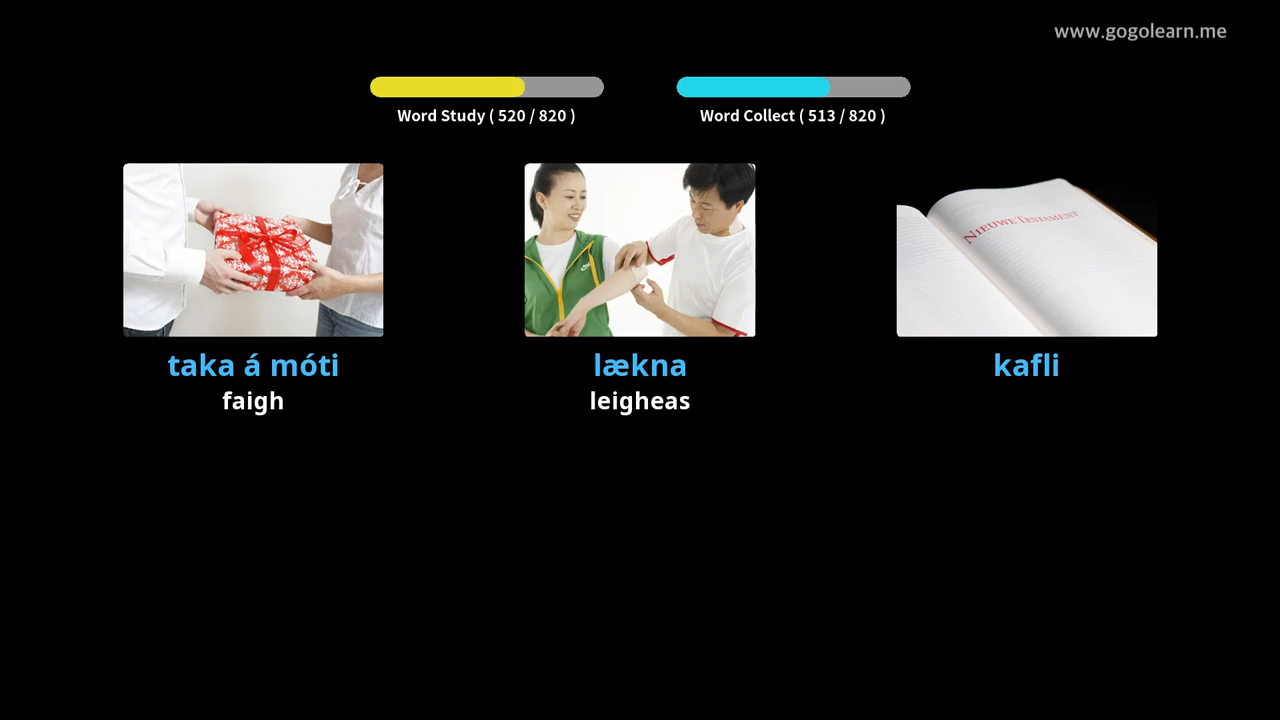 www.gogolearn.me
Word Study ( 520 / 820 )
Word Collect ( 513 / 820 )
NIEUWE TESTAMENT
taka á móti
lækna
kafli
faigh
leigheas